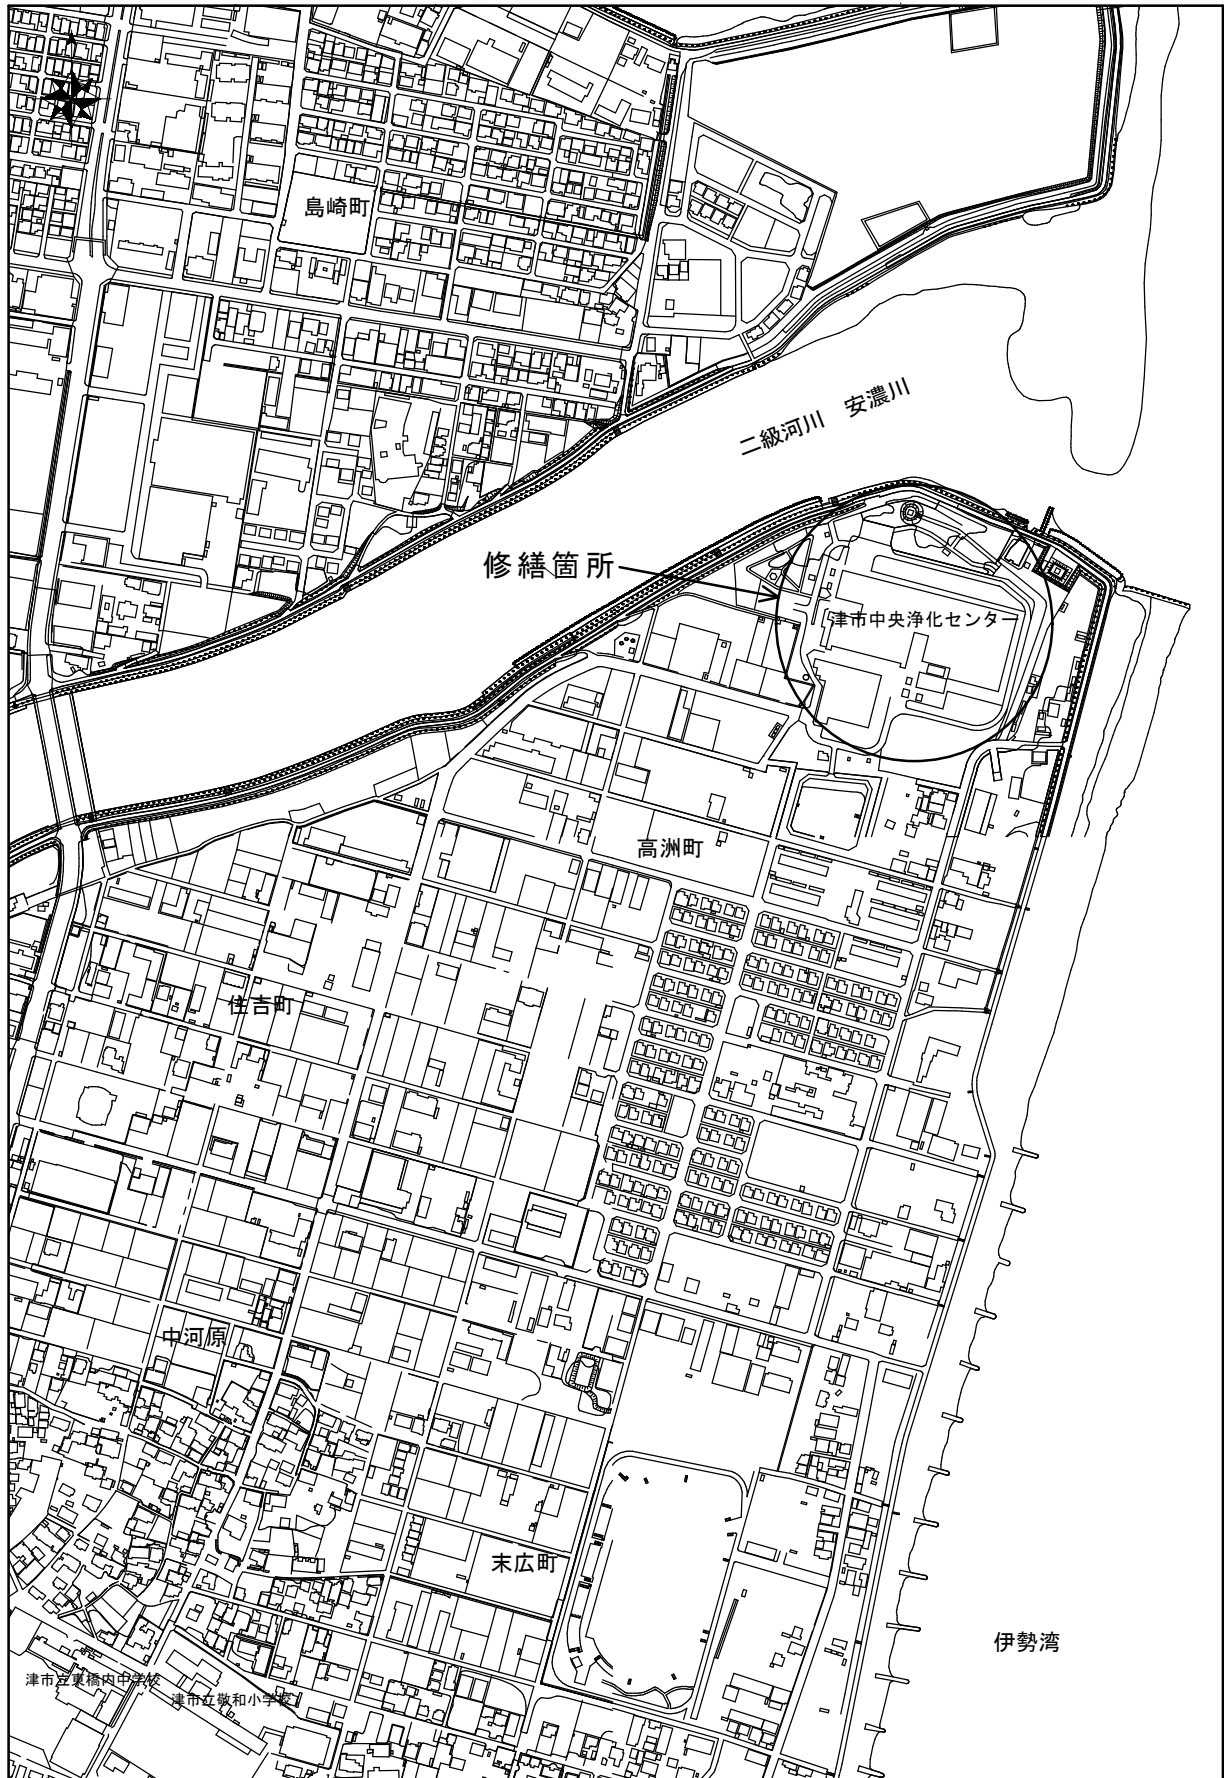 島崎町
二級河川　安濃川
修繕箇所
津市中央浄化センター
高洲町
住吉町
中河原
末広町
伊勢湾
津市立東橋内中学校
津市立敬和小学校